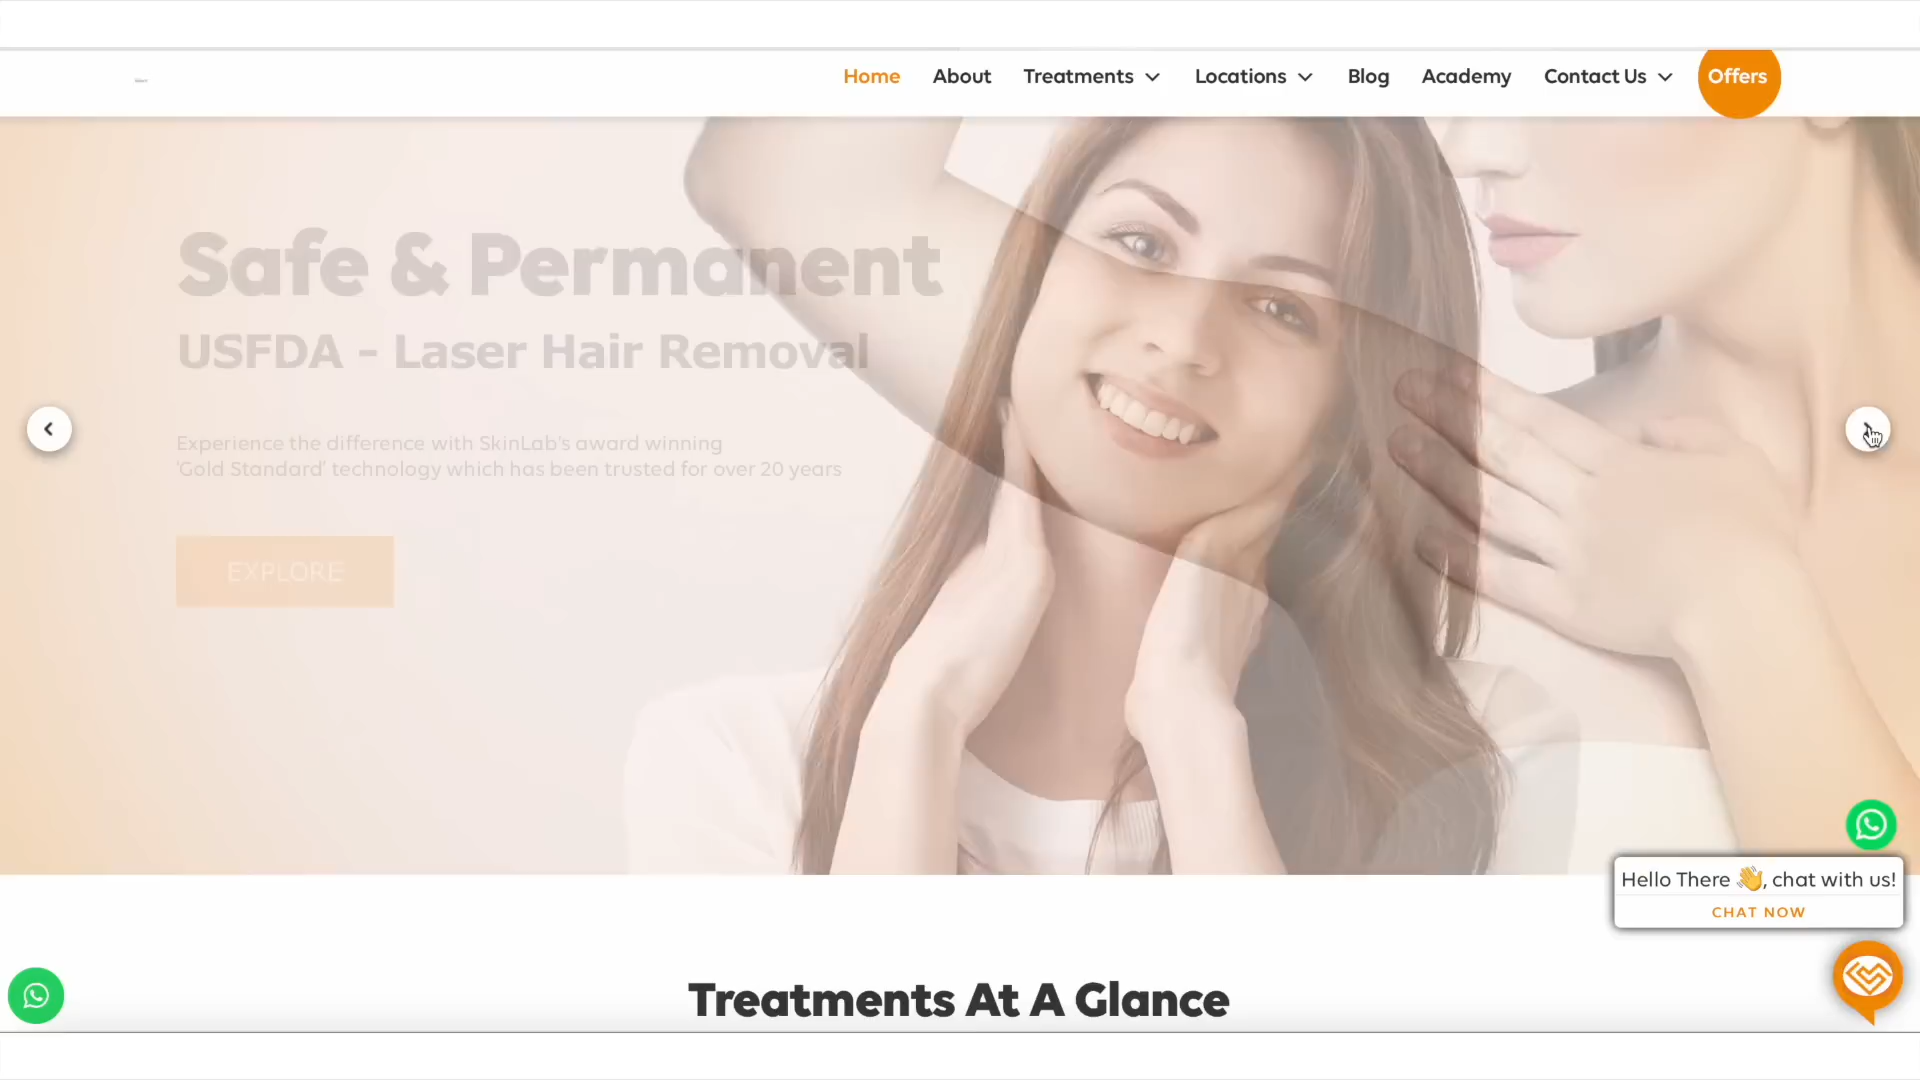 Home About Treatments Locations Blog Academy Contact Us Offers
Safe & Permanent
USFDA - Laser Hair Removal
Experience the difference with SkinLab's award winning
'Gold Standard' technology which has been trusted for over 20 years
EXPLORE
Hello There 👋, chat with us!
CHAT NOW
Treatments At A Glance